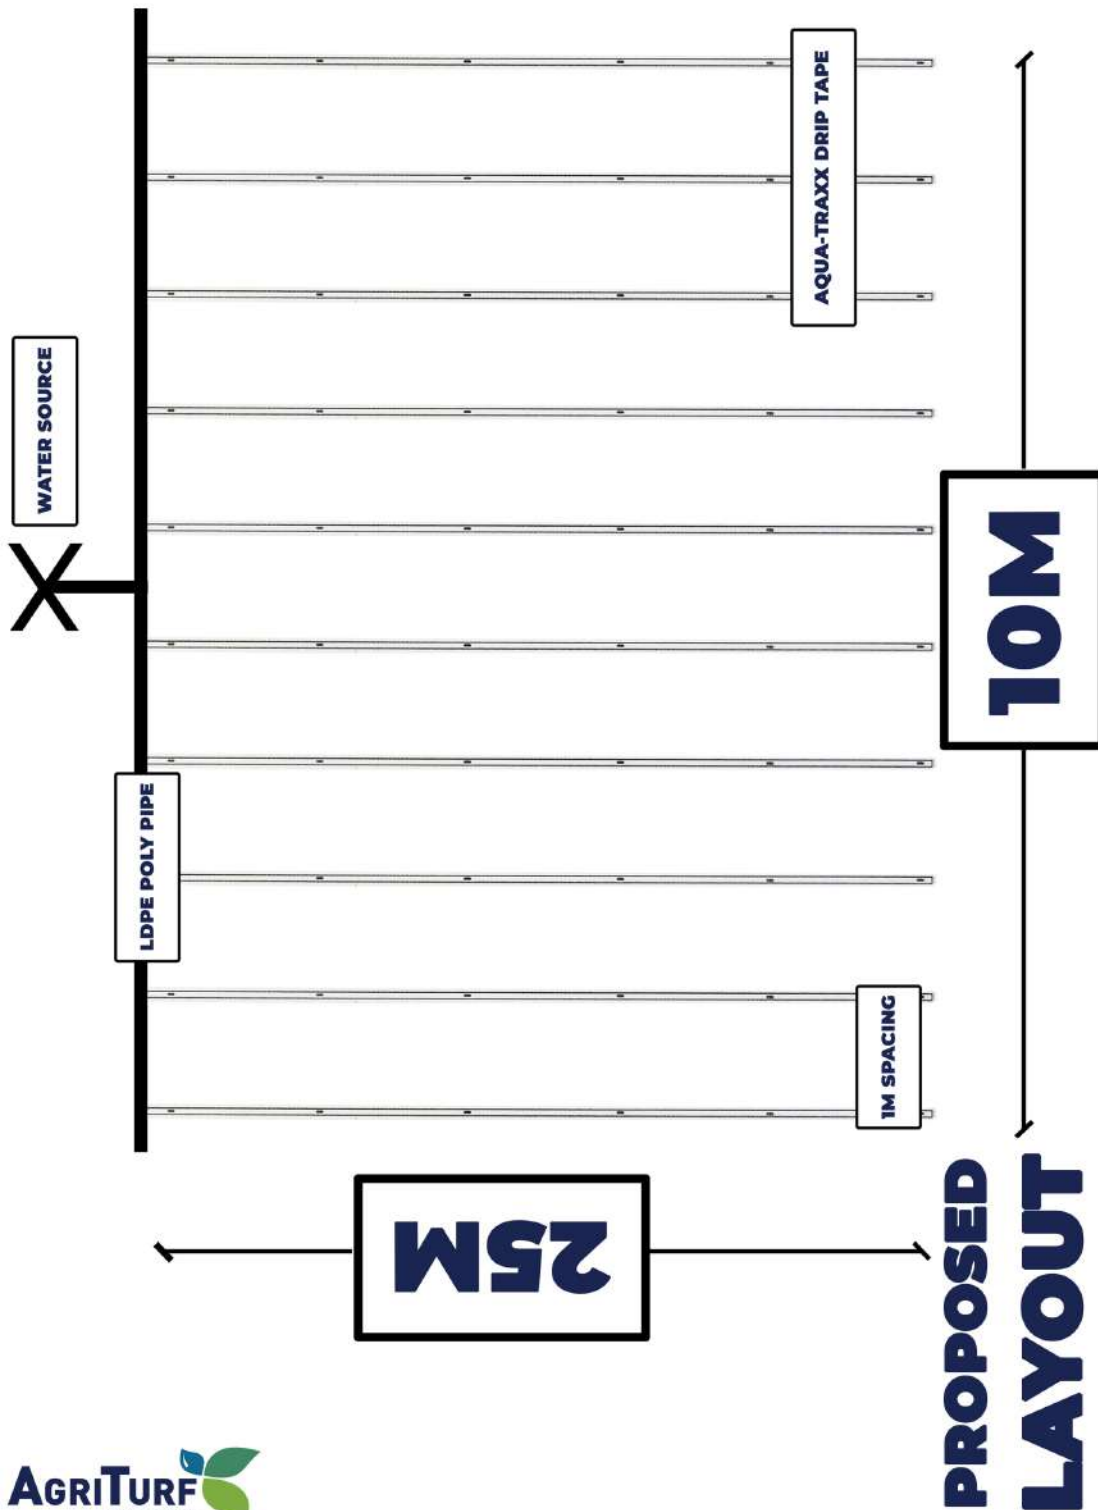 WATER SOURCE
AQUA-TRAXX DRIP TAPE
LDPE POLY PIPE
1M SPACING
10M
25M
PROPOSED
LAYOUT
AGRITURF